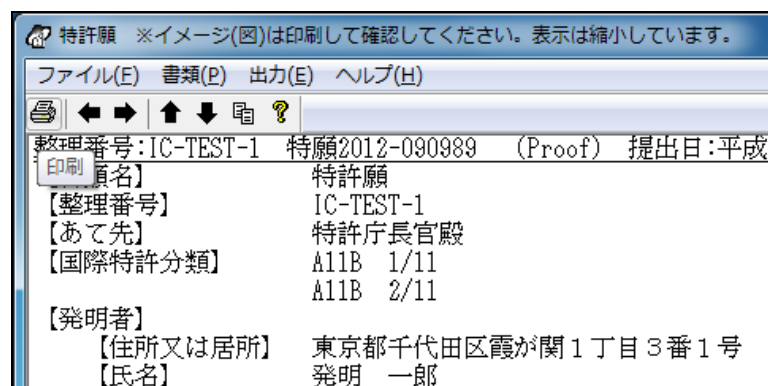 特許願　※イメージ(図)は印刷して確認してください。表示は縮小しています。
ファイル(F)　書類(P)　出力(E)　ヘルプ(H)
整理番号:IC-TEST-1　特願2012-090989　(Proof)　提出日:平成
印刷
願名】　特許願
【整理番号】　IC-TEST-1
【あて先】　特許庁長官殿
【国際特許分類】　A11B　1/11
A11B　2/11
【発明者】
【住所又は居所】　東京都千代田区霞が関１丁目３番１号
【氏名】　発明　一郎